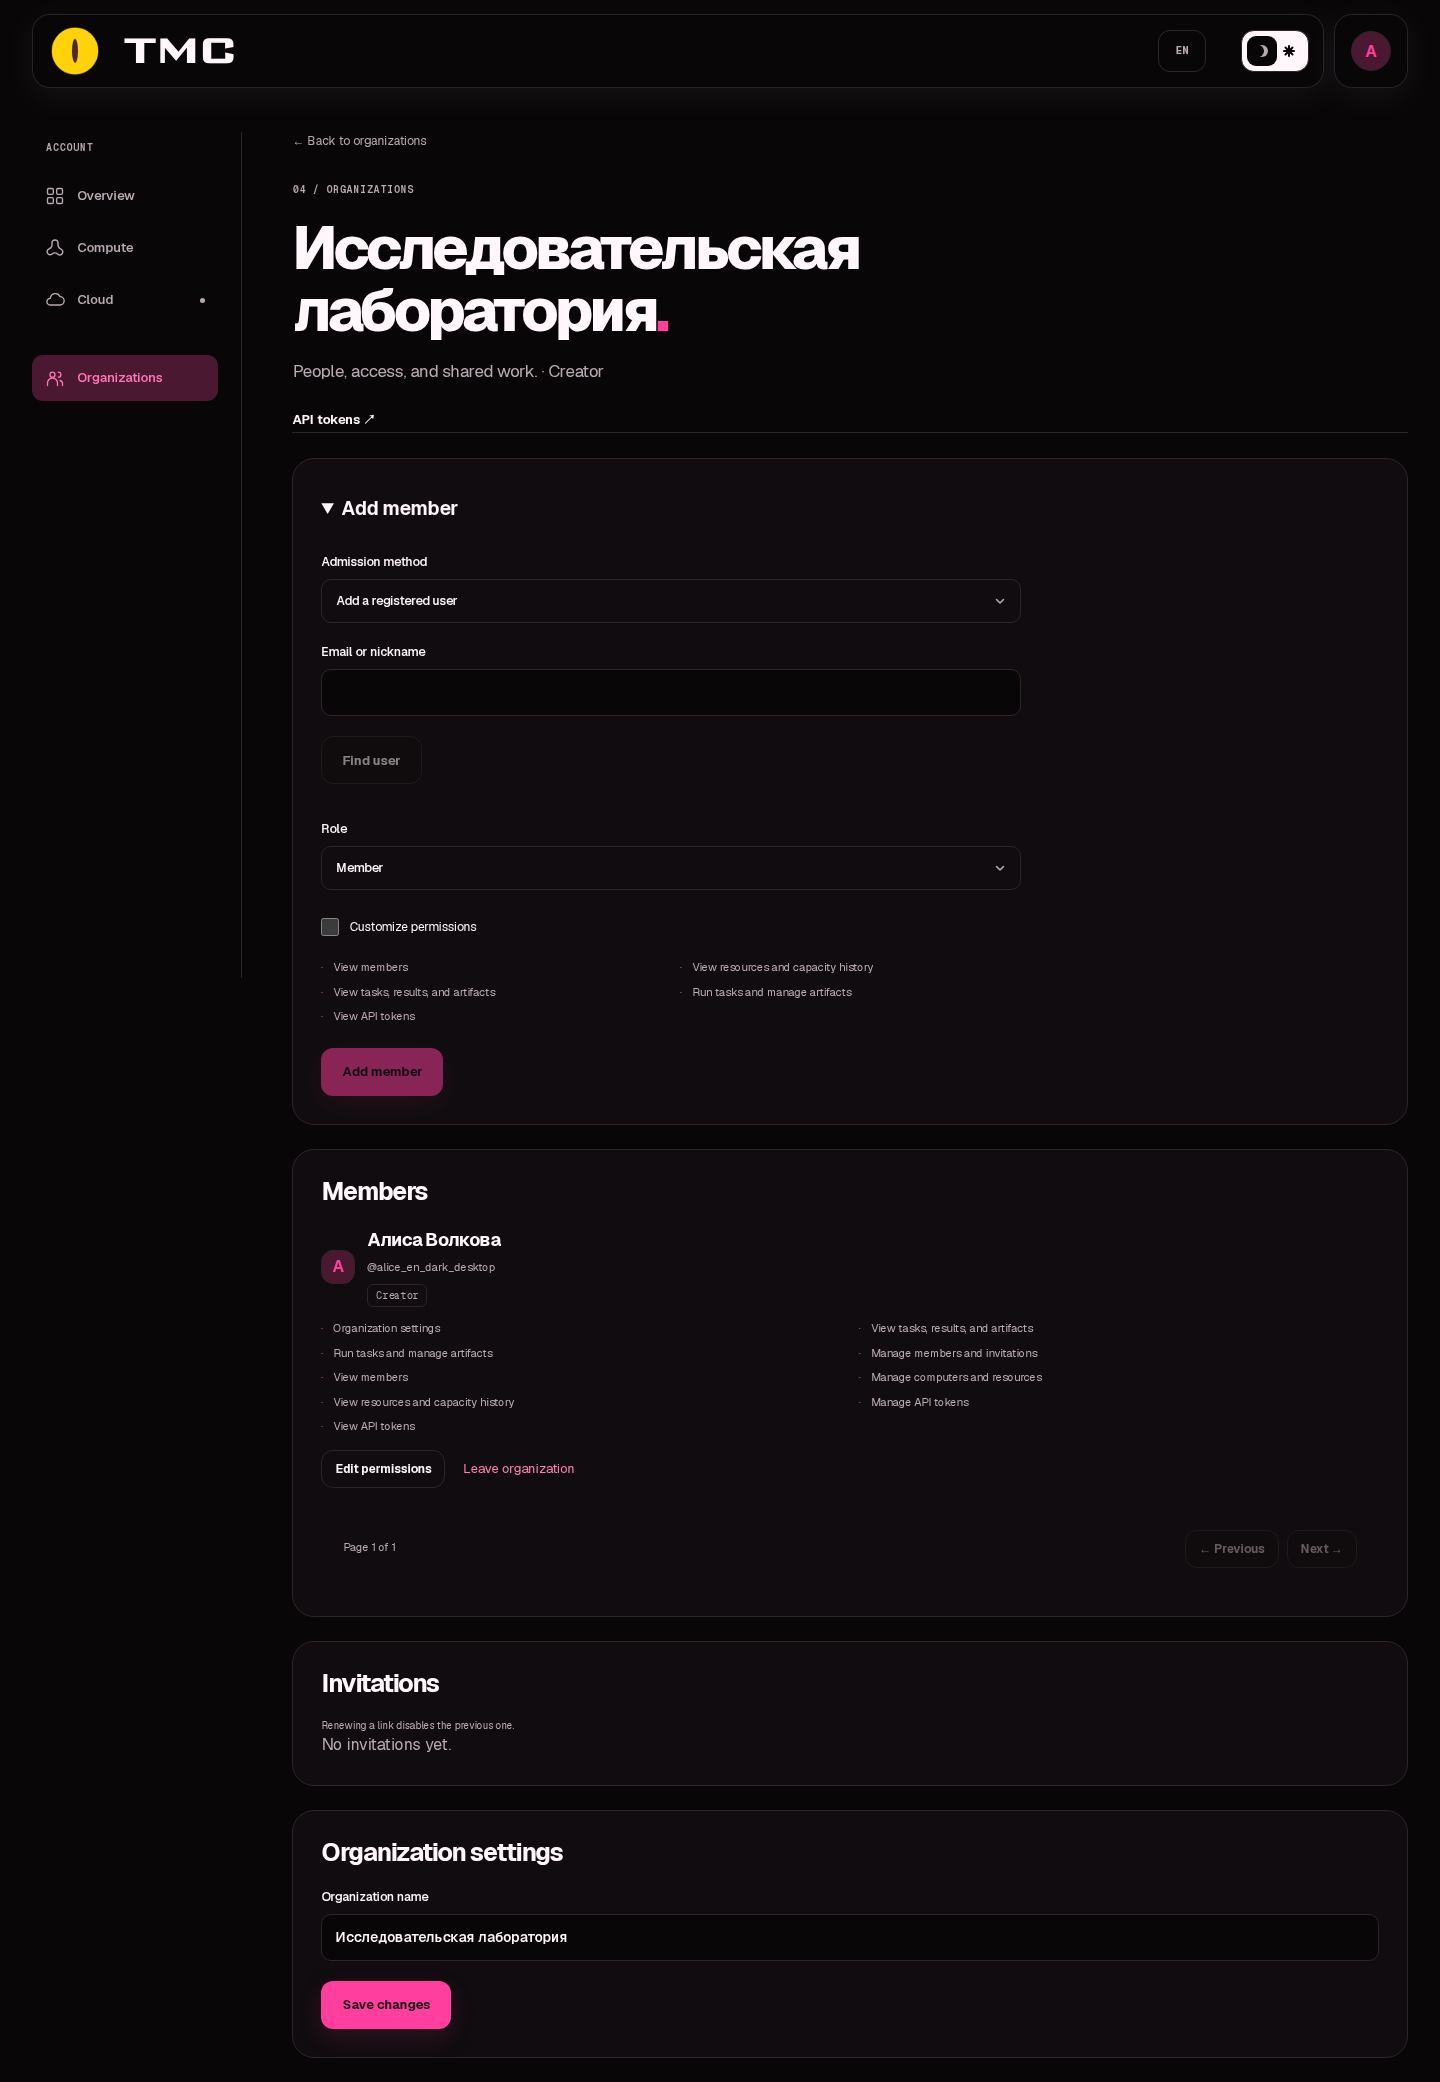 TMC
EN
A
ACCOUNT
Overview
Compute
Cloud
Organizations
← Back to organizations
04 / ORGANIZATIONS
Исследовательская
лаборатория.
People, access, and shared work. · Creator
API tokens ↗
▼ Add member
Admission method
Add a registered user
Email or nickname
Find user
Role
Member
Customize permissions
· View members
· View resources and capacity history
· View tasks, results, and artifacts
· Run tasks and manage artifacts
· View API tokens
Add member
Members
A
Алиса Волкова
@alice_en_dark_desktop
Creator
· Organization settings
· View tasks, results, and artifacts
· Run tasks and manage artifacts
· Manage members and invitations
· View members
· Manage computers and resources
· View resources and capacity history
· Manage API tokens
· View API tokens
Edit permissions
Leave organization
Page 1 of 1
← Previous
Next →
Invitations
Renewing a link disables the previous one.
No invitations yet.
Organization settings
Organization name
Исследовательская лаборатория
Save changes